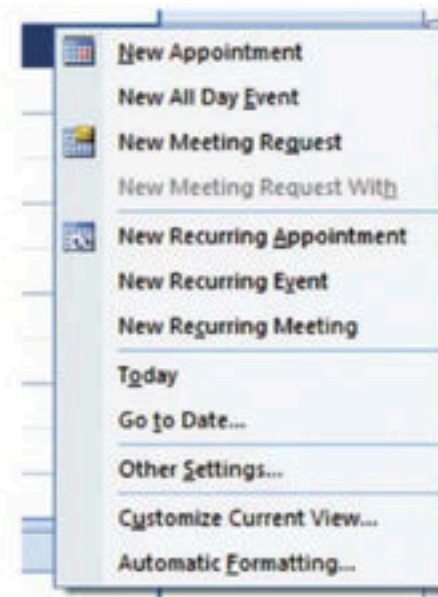 New Appointment
New All Day Event
New Meeting Request
New Meeting Request With
New Recurring Appointment
New Recurring Event
New Recurring Meeting
Today
Go to Date...
Other Settings...
Customize Current View...
Automatic Formatting...